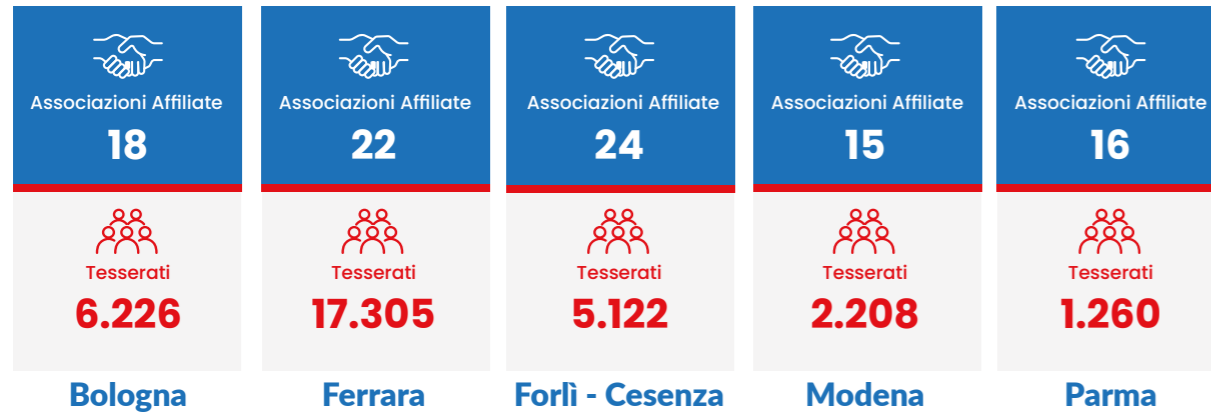 Associazioni Affiliate
18
Tesserati
6.226
Bologna
Associazioni Affiliate
22
Tesserati
17.305
Ferrara
Associazioni Affiliate
24
Tesserati
5.122
Forlì - Cesenza
Associazioni Affiliate
15
Tesserati
2.208
Modena
Associazioni Affiliate
16
Tesserati
1.260
Parma